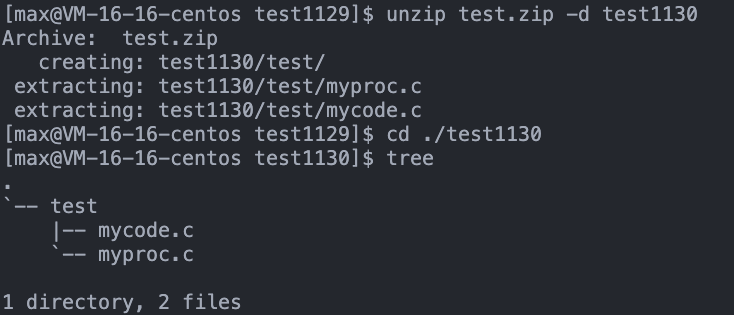 [max@VM-16-16-centos test1129]$ unzip test.zip -d test1130
Archive:  test.zip
   creating: test1130/test/
 extracting: test1130/test/myproc.c
 extracting: test1130/test/mycode.c
[max@VM-16-16-centos test1129]$ cd ./test1130
[max@VM-16-16-centos test1130]$ tree
.
`-- test
    |-- mycode.c
    `-- myproc.c

1 directory, 2 files